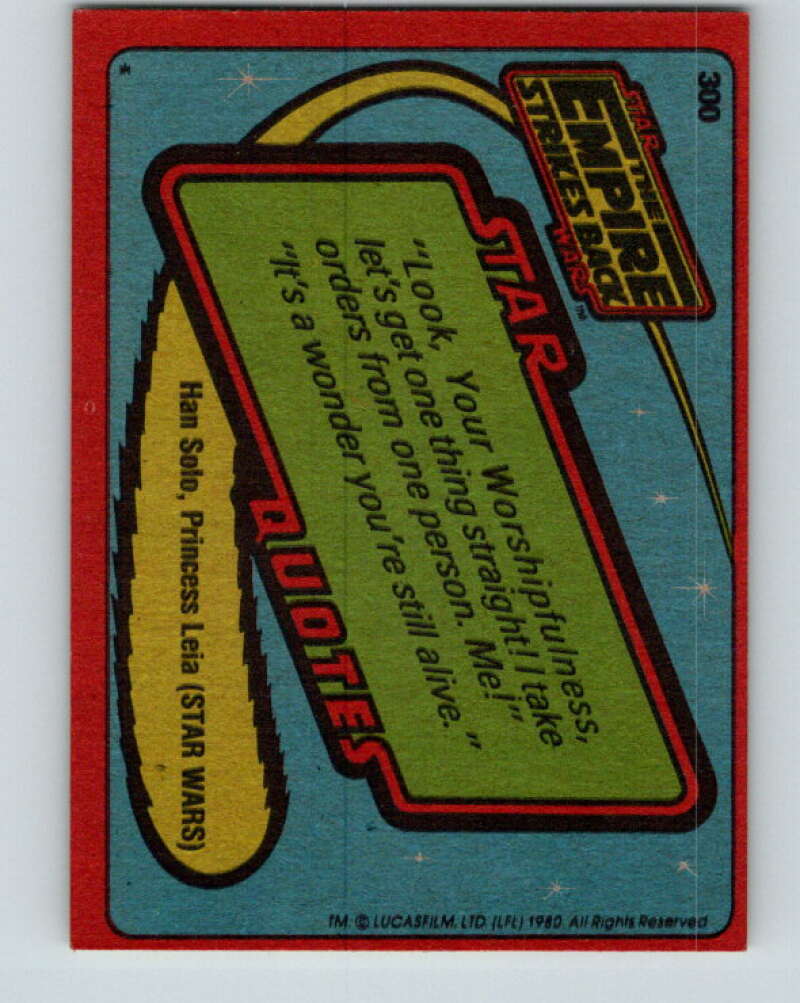 300
STAR
THE
EMPIRE
STRIKES BACK
WARS™
STAR
"Look, Your Worshipfulness,
let's get one thing straight! I take
orders from one person. Me!"
"It's a wonder you're still alive."
QUOTES
Han Solo, Princess Leia (STAR WARS)
*
TM © LUCASFILM, LTD. (LFL) 1980. All Rights Reserved